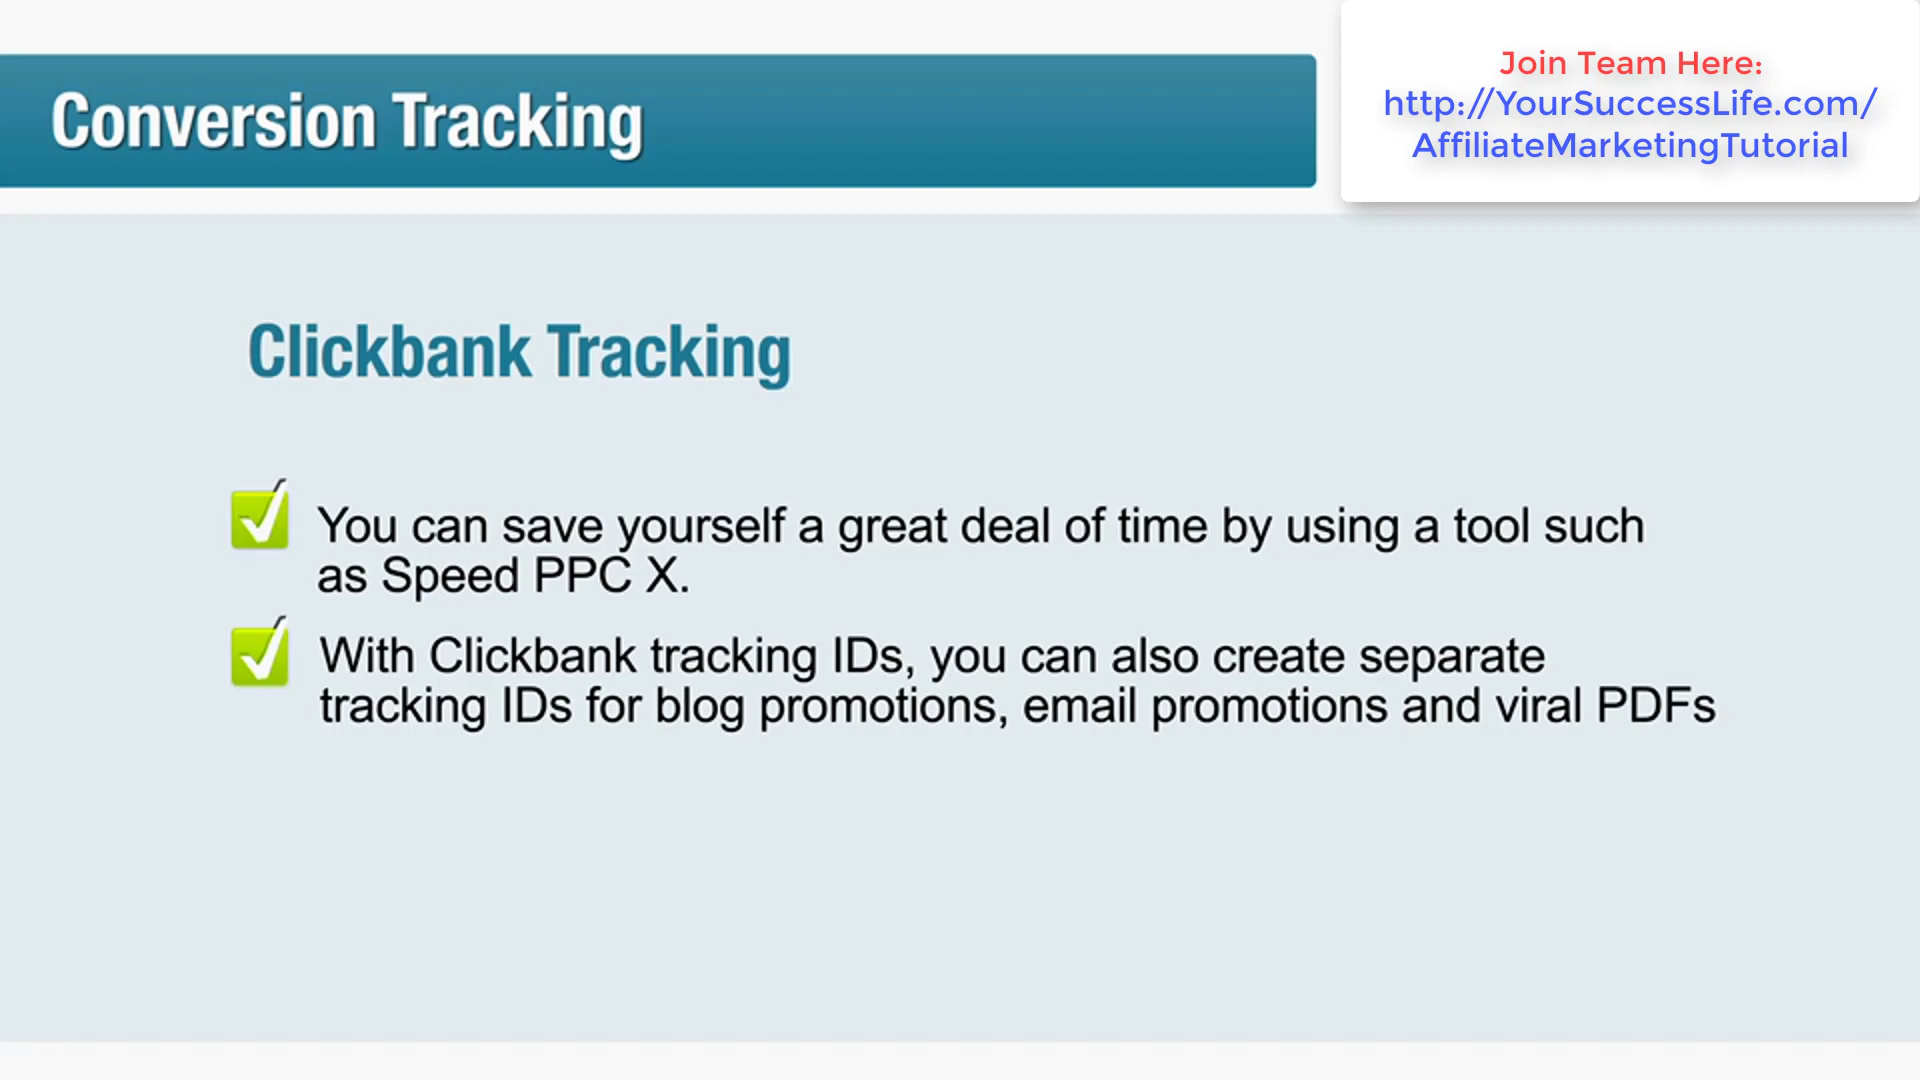 Conversion Tracking
Join Team Here:
http://YourSuccessLife.com/
AffiliateMarketingTutorial
Clickbank Tracking
You can save yourself a great deal of time by using a tool such
as Speed PPC X.
With Clickbank tracking IDs, you can also create separate
tracking IDs for blog promotions, email promotions and viral PDFs